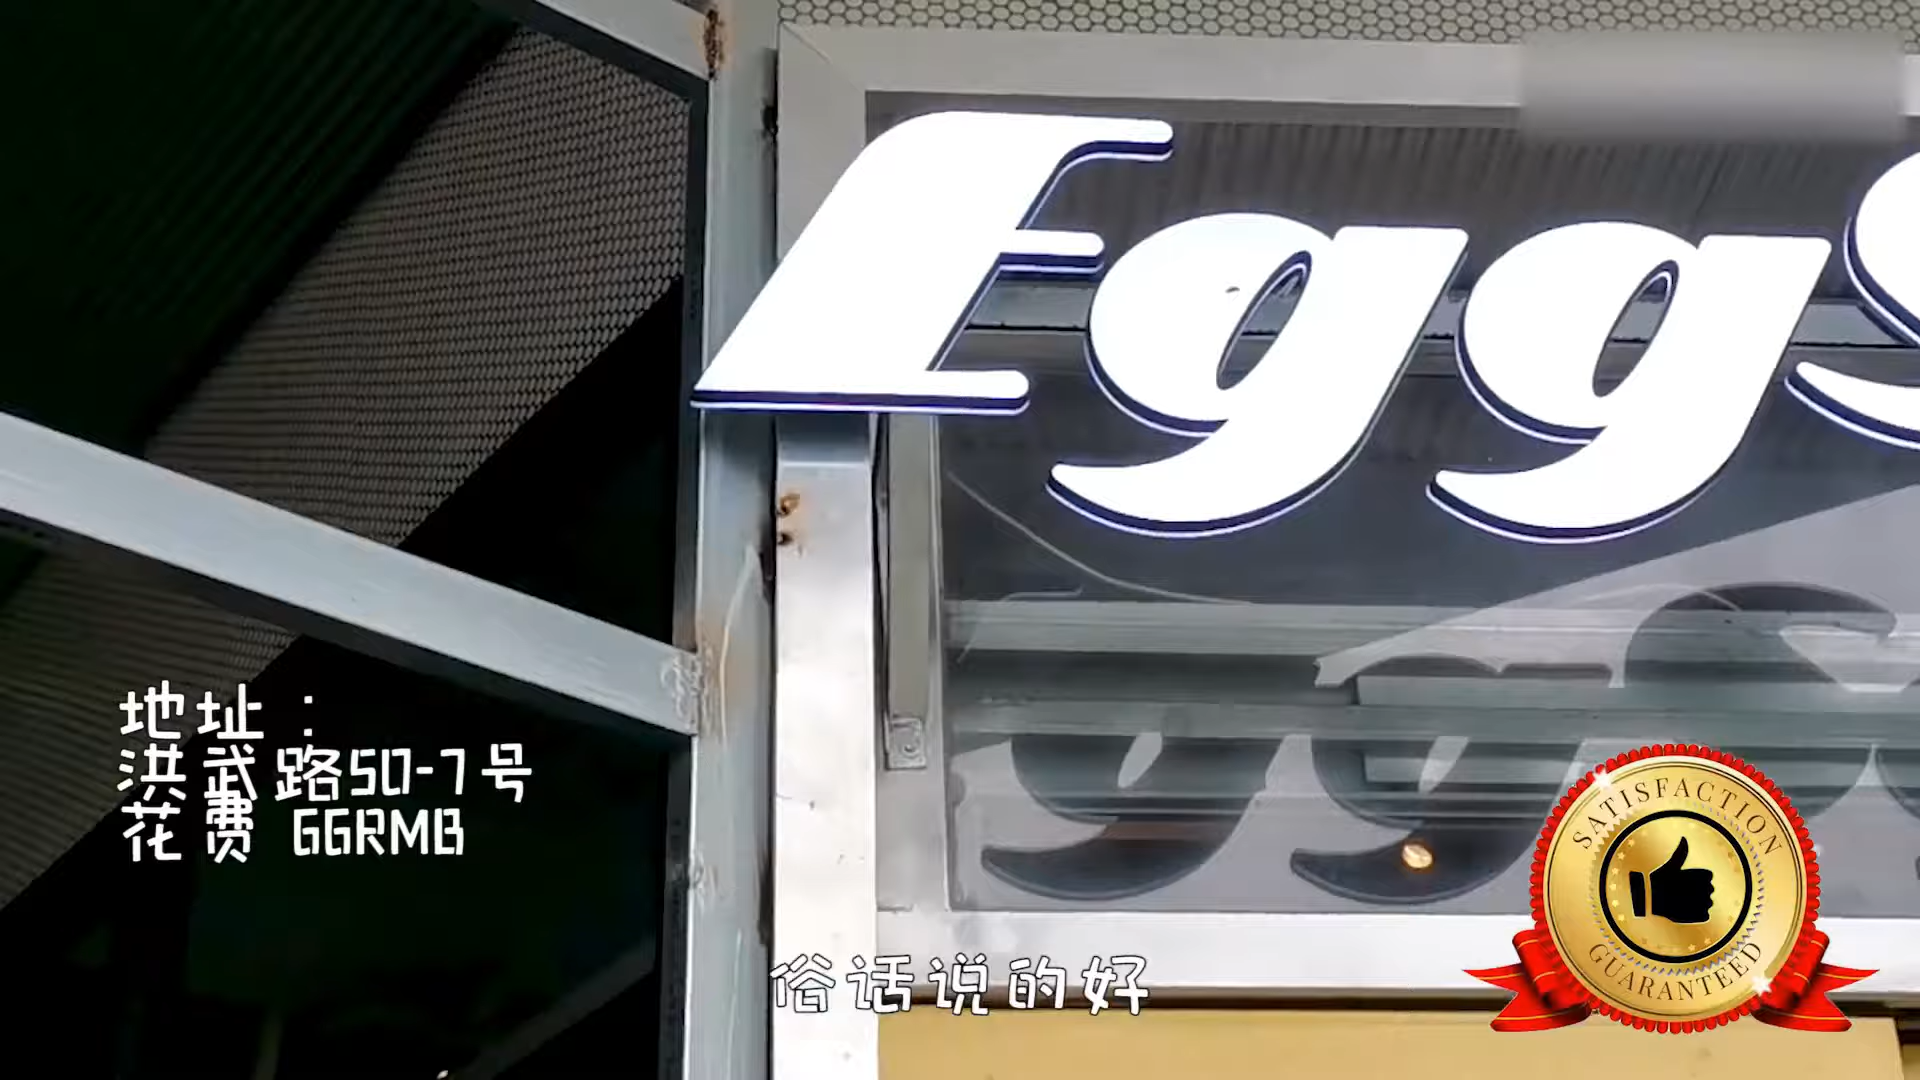 Eggs
地址：
洪武路50-7号
花费 66RMB
SATISFACTION
GUARANTEED
俗话说的好